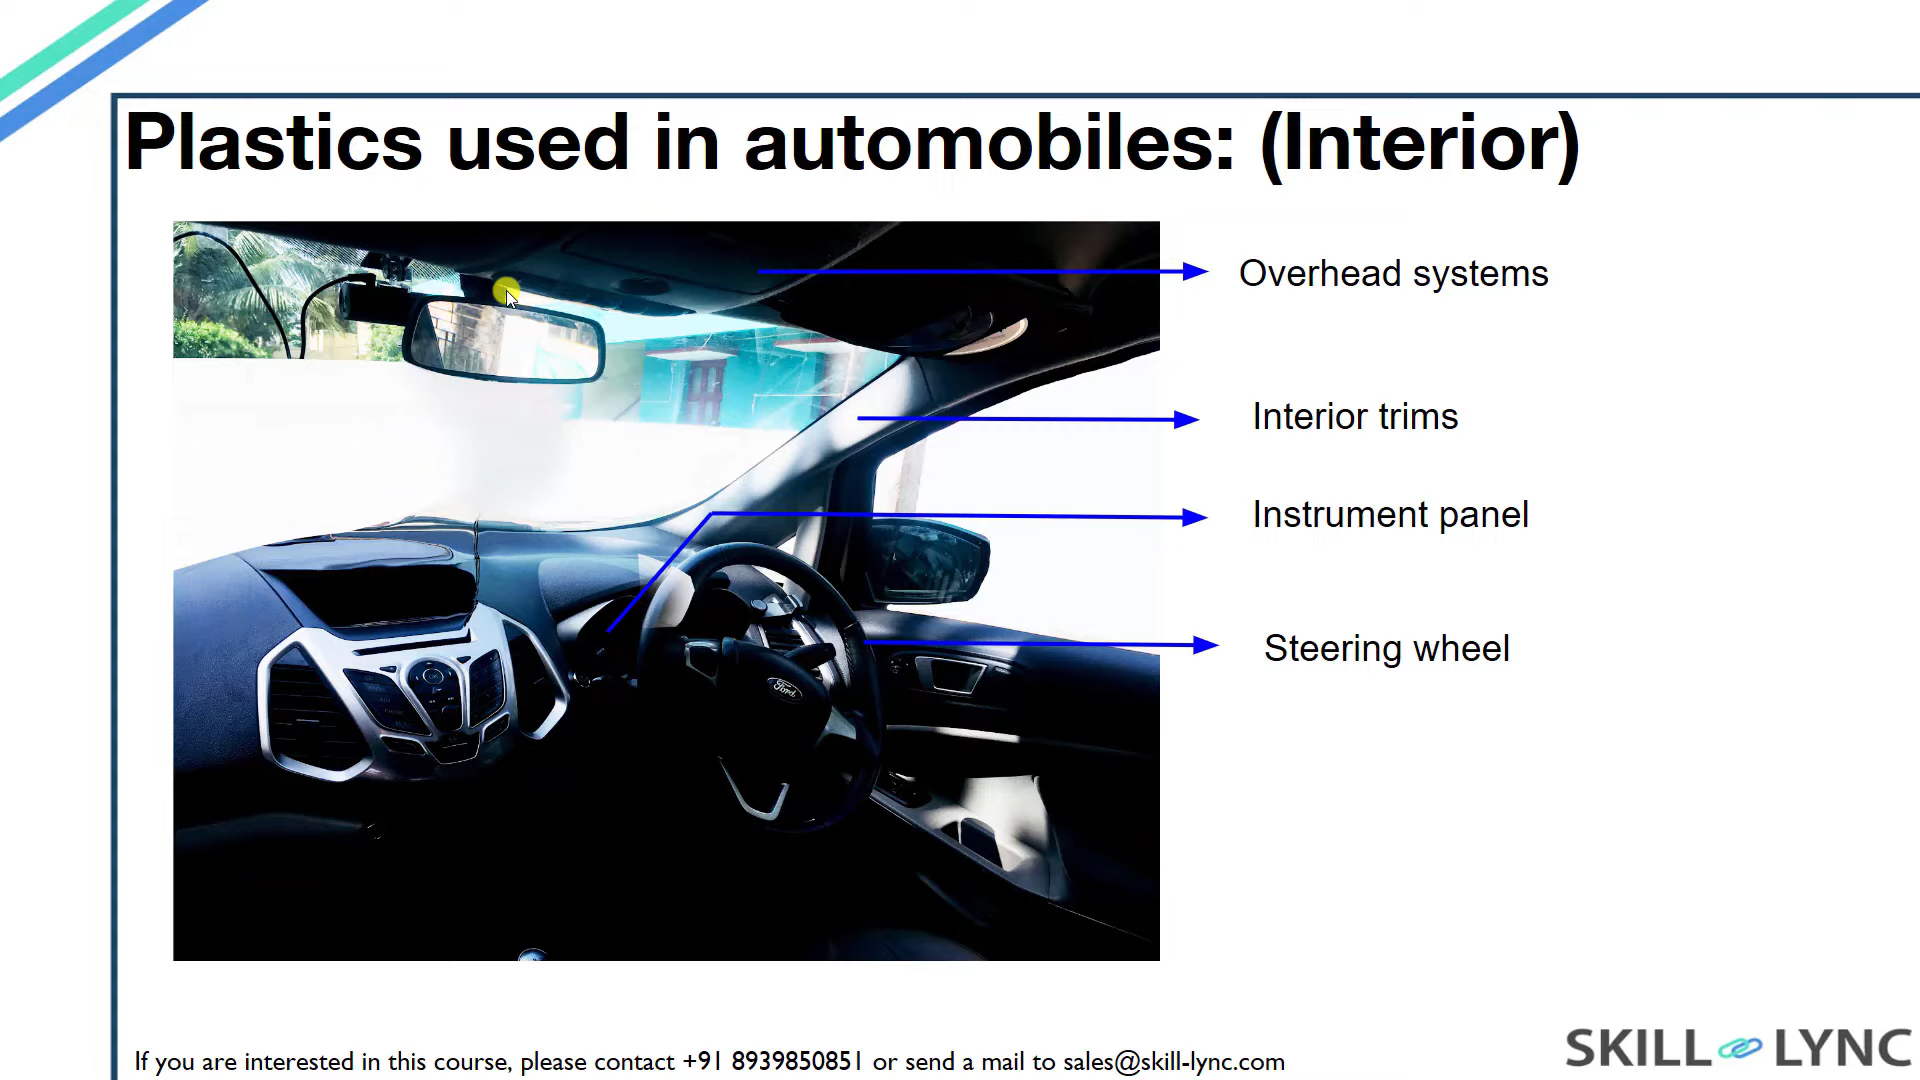 Plastics used in automobiles: (Interior)
Overhead systems
Interior trims
Instrument panel
Steering wheel
Ford
If you are interested in this course, please contact +91 8939850851 or send a mail to sales@skill-lync.com
SKILL LYNC